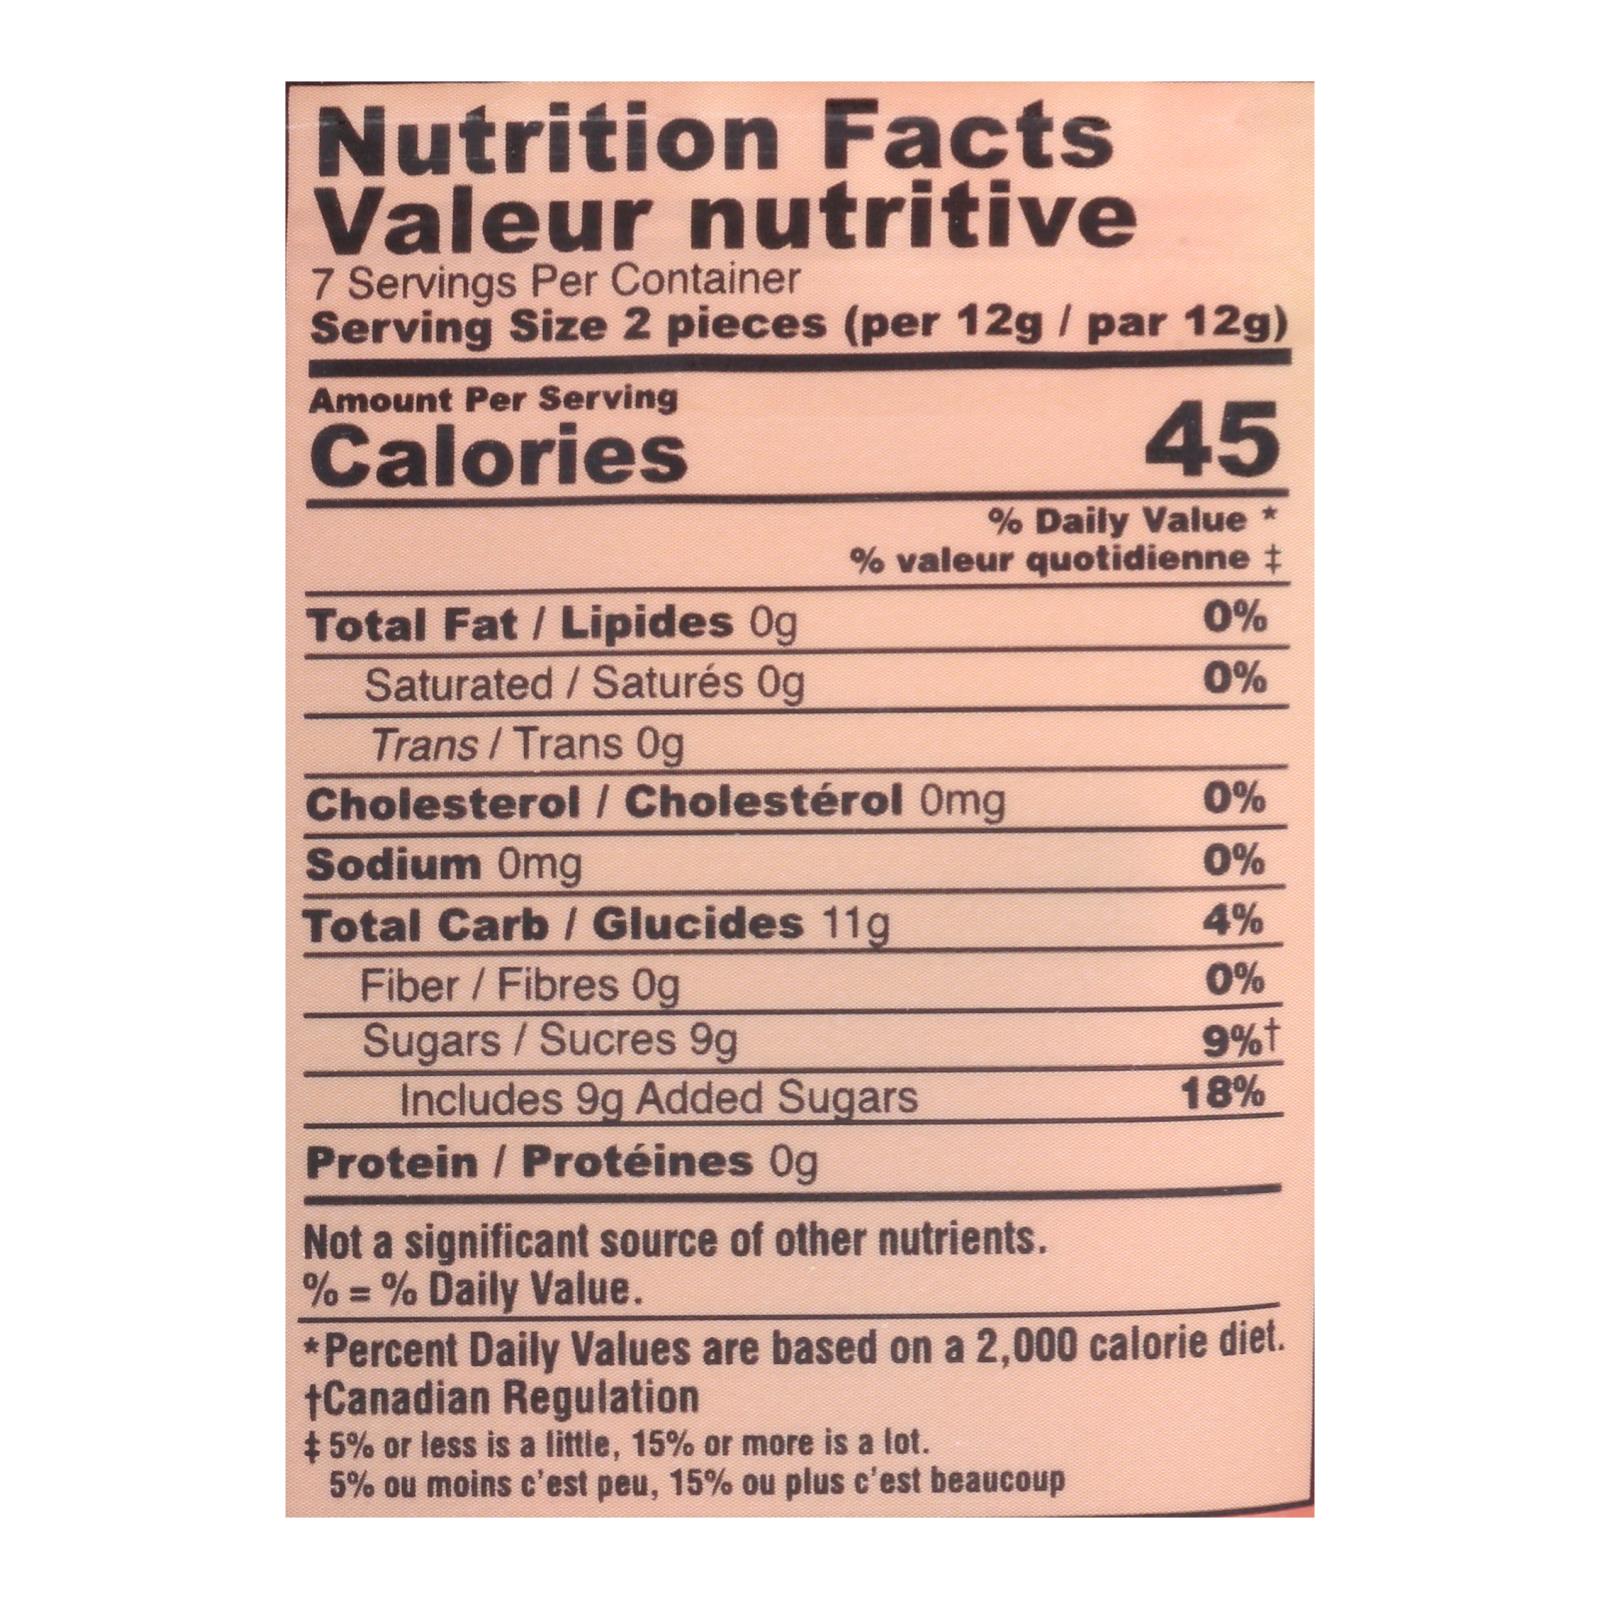 Nutrition Facts
Valeur nutritive
7 Servings Per Container
Serving Size 2 pieces (per 12g / par 12g)
Amount Per Serving
Calories 45
% Daily Value *
% valeur quotidienne ‡
Total Fat / Lipides 0g 0%
Saturated / Saturés 0g 0%
Trans / Trans 0g
Cholesterol / Cholestérol 0mg 0%
Sodium 0mg 0%
Total Carb / Glucides 11g 4%
Fiber / Fibres 0g 0%
Sugars / Sucres 9g 9%†
Includes 9g Added Sugars 18%
Protein / Protéines 0g
Not a significant source of other nutrients.
% = % Daily Value.
*Percent Daily Values are based on a 2,000 calorie diet.
†Canadian Regulation
‡ 5% or less is a little, 15% or more is a lot.
5% ou moins c'est peu, 15% ou plus c'est beaucoup